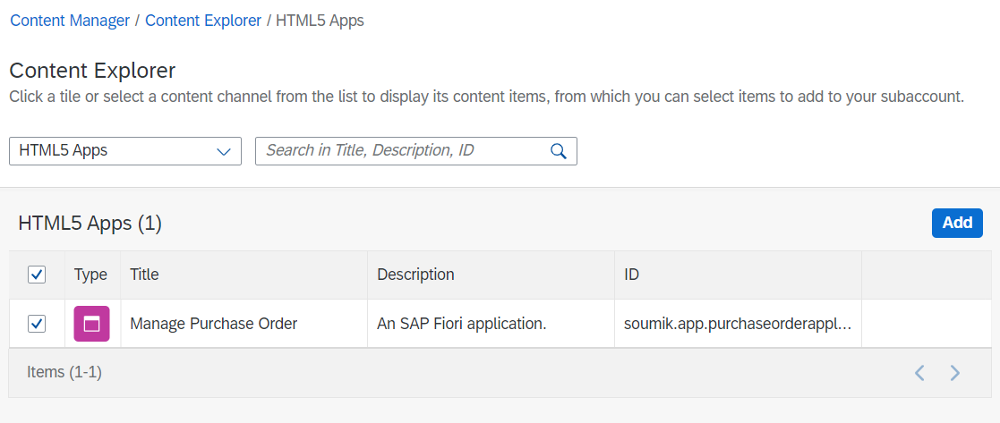 Content Manager / Content Explorer / HTML5 Apps
Content Explorer
Click a tile or select a content channel from the list to display its content items, from which you can select items to add to your subaccount.
HTML5 Apps
Search in Title, Description, ID
HTML5 Apps (1)
Add
Type Title Description ID
Manage Purchase Order An SAP Fiori application. soumik.app.purchaseorderappl...
Items (1-1)